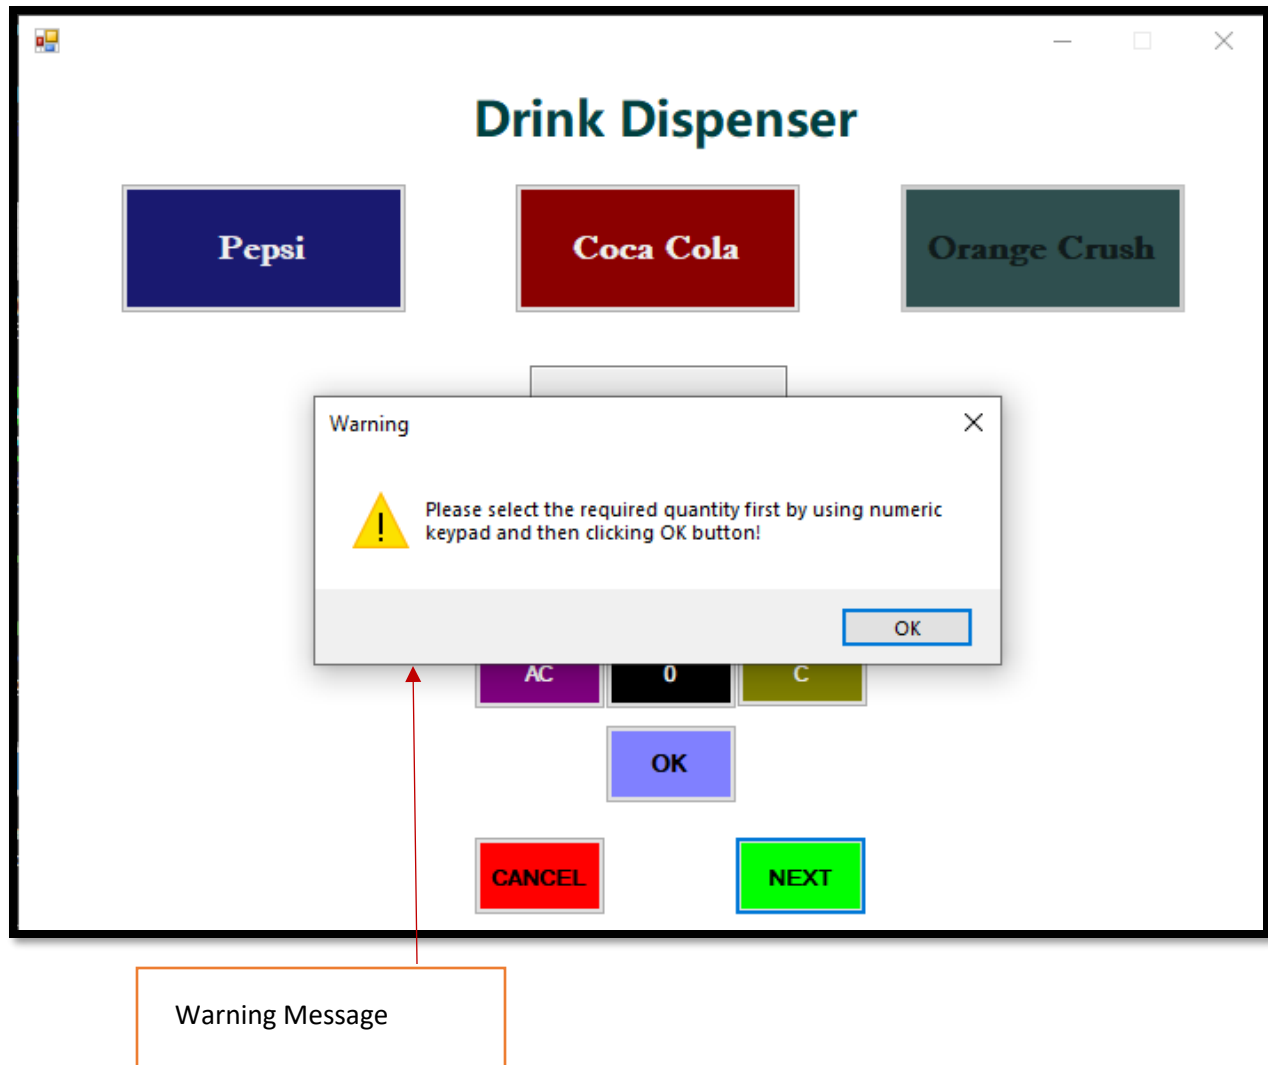 Drink Dispenser
Pepsi
Coca Cola
Orange Crush
Warning
Please select the required quantity first by using numeric
keypad and then clicking OK button!
OK
AC
0
C
OK
CANCEL
NEXT
Warning Message